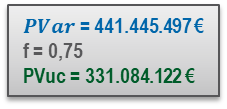 PVar = 441.445.497 €
f = 0,75
PVuc = 331.084.122 €